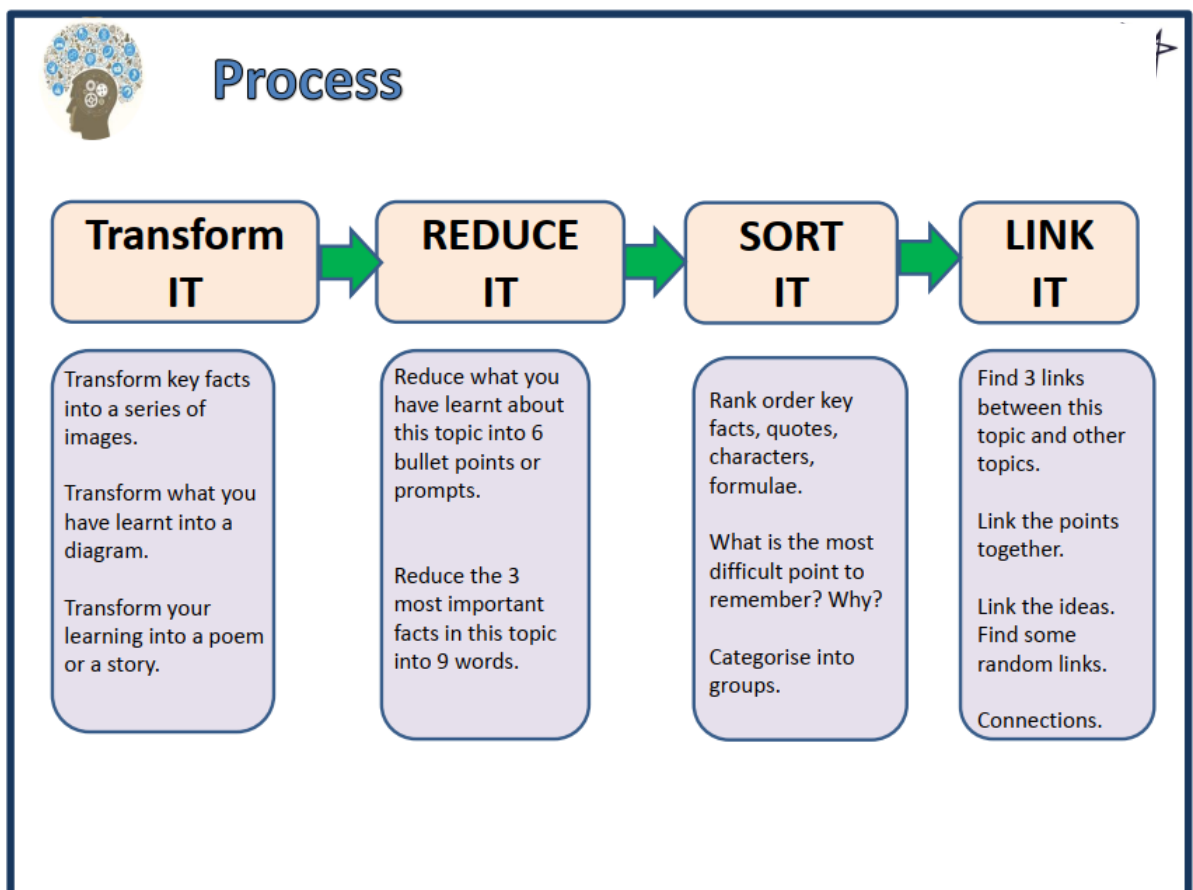 Process
Transform
IT
REDUCE
IT
SORT
IT
LINK
IT
Transform key facts
into a series of
images.
Transform what you
have learnt into a
diagram.
Transform your
learning into a poem
or a story.
Reduce what you
have learnt about
this topic into 6
bullet points or
prompts.
Reduce the 3
most important
facts in this topic
into 9 words.
Rank order key
facts, quotes,
characters,
formulae.
What is the most
difficult point to
remember? Why?
Categorise into
groups.
Find 3 links
between this
topic and other
topics.
Link the points
together.
Link the ideas.
Find some
random links.
Connections.